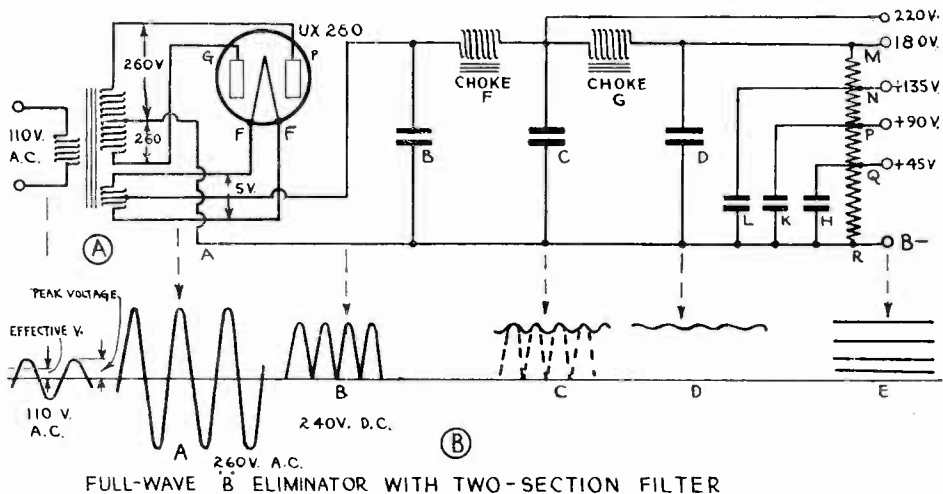 UX 280
G
P
260V
260
110V.
A.C.
F
F
5V.
A
A
CHOKE
F
CHOKE
G
B
C
D
L
K
H
220V.
180V.
M
+135V
N
+90V.
P
+45V
Q
R
B-
PEAK VOLTAGE
EFFECTIVE V.
110 V.
A.C.
A
260V. A.C.
B
240V. D.C.
B
C
D
E
FULL-WAVE "B" ELIMINATOR WITH TWO-SECTION FILTER